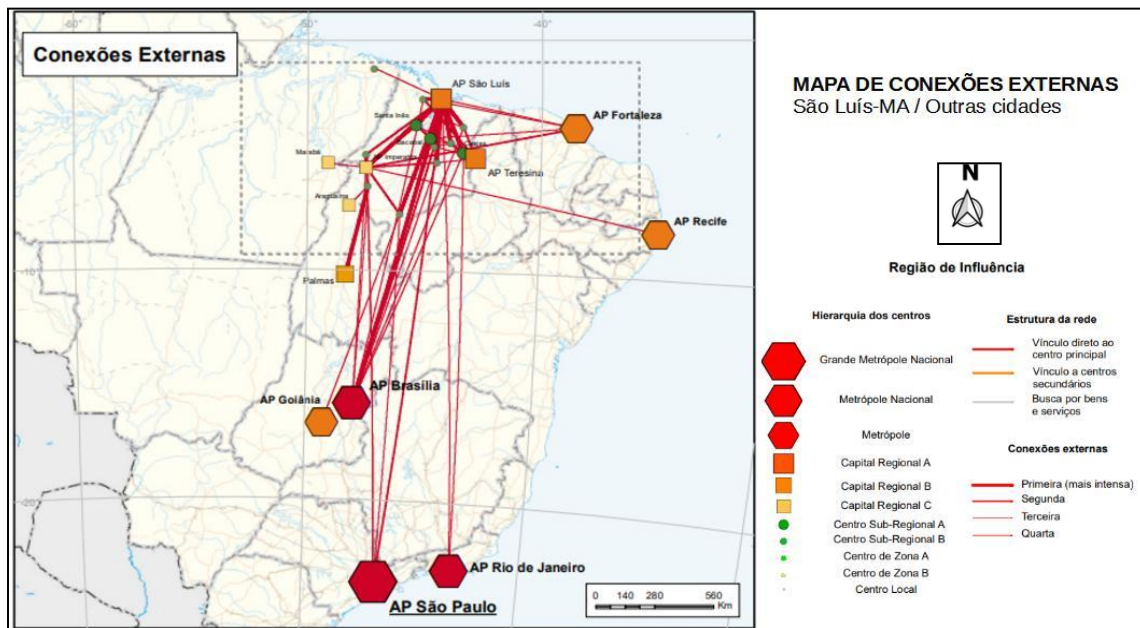 -60
-50
-40
Conexões Externas
AP São Luís
Santa Inês
AP Fortaleza
Marabá
Imperatriz
AP Teresina
Araguaína
AP Recife
-10
Palmas
AP Brasília
AP Goiânia
-20
AP Rio de Janeiro
AP São Paulo
0 140 280 560
Km
MAPA DE CONEXÕES EXTERNAS
São Luís-MA / Outras cidades
N
Região de Influência
Hierarquia dos centros
Grande Metrópole Nacional
Metrópole Nacional
Metrópole
Capital Regional A
Capital Regional B
Capital Regional C
Centro Sub-Regional A
Centro Sub-Regional B
Centro de Zona A
Centro de Zona B
Centro Local
Estrutura da rede
Vínculo direto ao
centro principal
Vínculo a centros
secundários
Busca por bens
e serviços
Conexões externas
Primeira (mais intensa)
Segunda
Terceira
Quarta